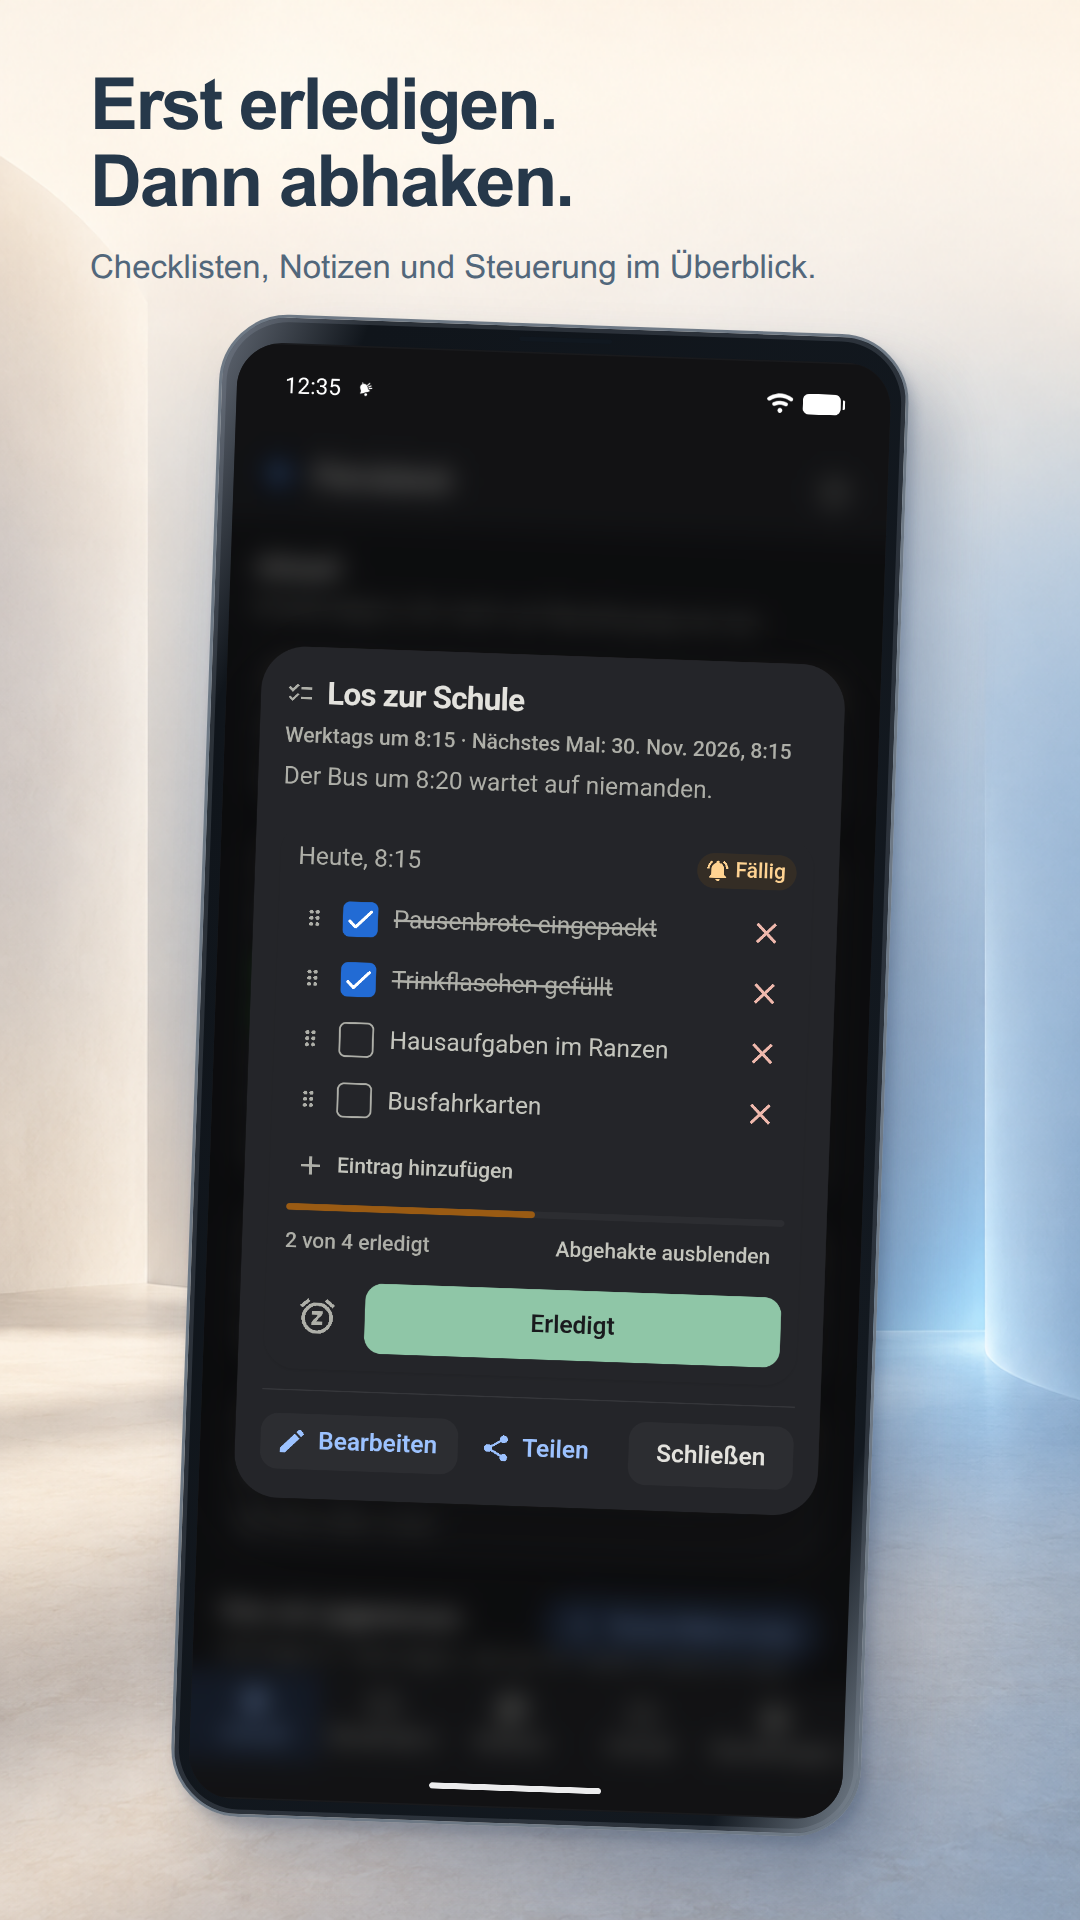 Erst erledigen.
Dann abhaken.
Checklisten, Notizen und Steuerung im Überblick.
12:35
Los zur Schule
Werktags um 8:15 · Nächstes Mal: 30. Nov. 2026, 8:15
Der Bus um 8:20 wartet auf niemanden.
Heute, 8:15
Fällig
Pausenbrote eingepackt
Trinkflaschen gefüllt
Hausaufgaben im Ranzen
Busfahrkarten
Eintrag hinzufügen
2 von 4 erledigt
Abgehakte ausblenden
Erledigt
Bearbeiten
Teilen
Schließen